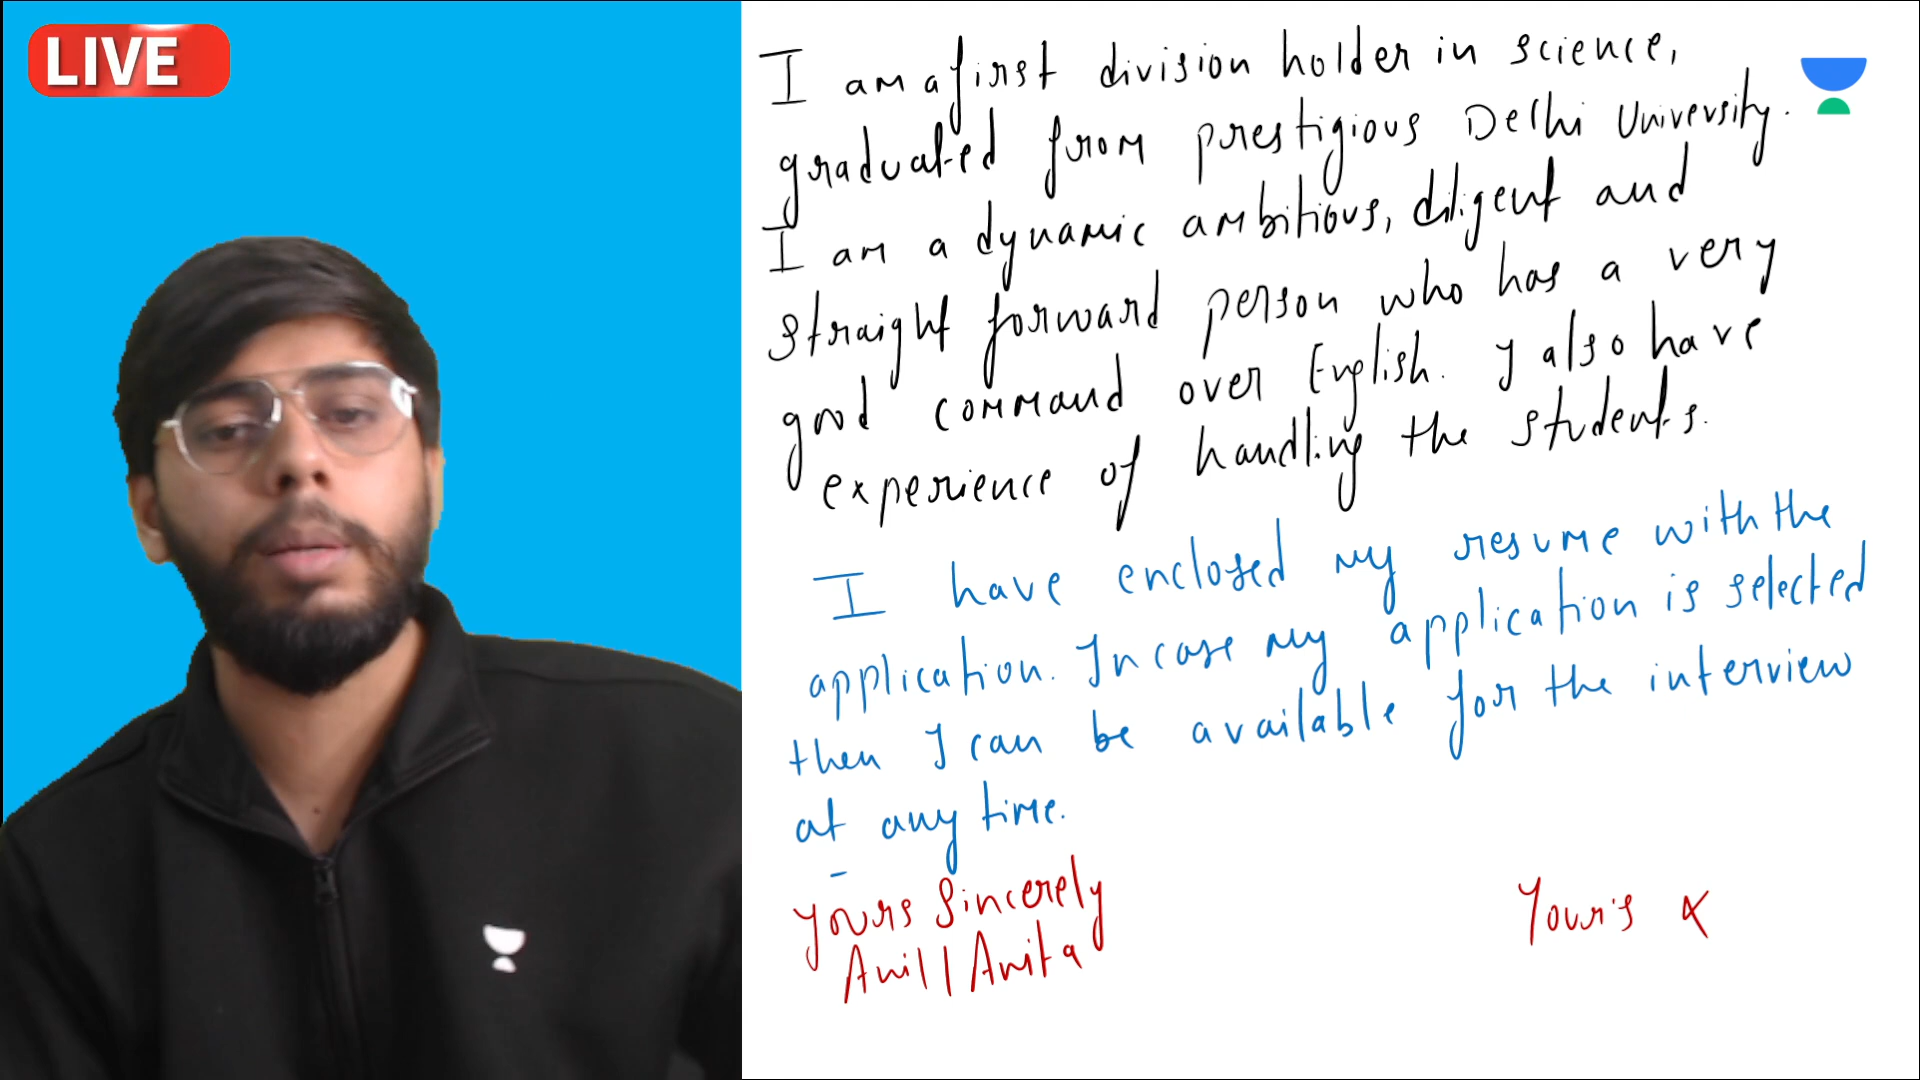 LIVE
I am a first division holder in science,
graduated from prestigious Delhi University.
I am a dynamic ambitious, diligent and
straight forward person who has a very
good command over English. I also have
experience of handling the students.
I have enclosed my resume with the
application. In case my application is selected
then I can be available for the interview
at any time.
Yours Sincerely
Anil | Anita
Your's x